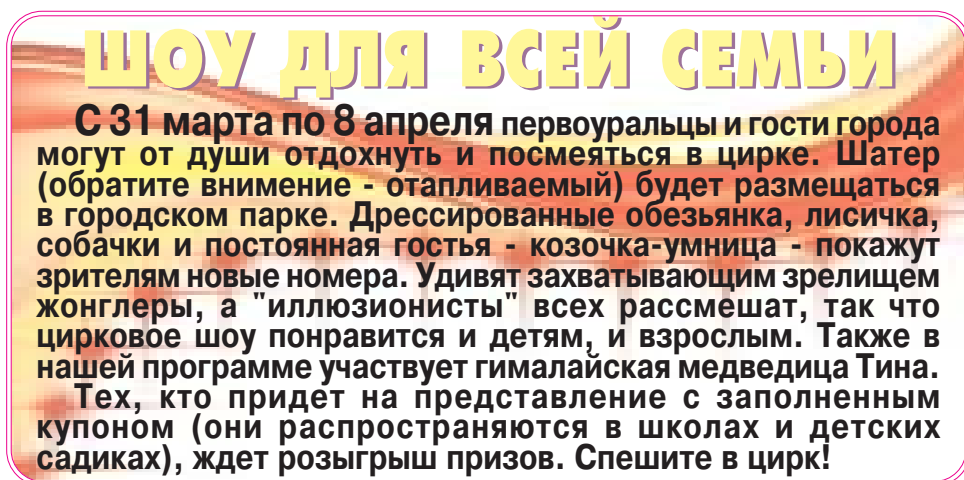 ШОУ ДЛЯ ВСЕЙ СЕМЬИ
С 31 марта по 8 апреля первоуральцы и гости города
могут от души отдохнуть и посмеяться в цирке. Шатер
(обратите внимение - отапливаемый) будет размещаться
в городском парке. Дрессированные обезьянка, лисичка,
собачки и постоянная гостья - козочка-умница - покажут
зрителям новые номера. Удивят захватывающим зрелищем
жонглеры, а "иллюзионисты" всех рассмешат, так что
цирковое шоу понравится и детям, и взрослым. Также в
нашей программе участвует гималайская медведица Тина.
Тех, кто придет на представление с заполненным
купоном (они распространяются в школах и детских
садиках), ждет розыгрыш призов. Спешите в цирк!